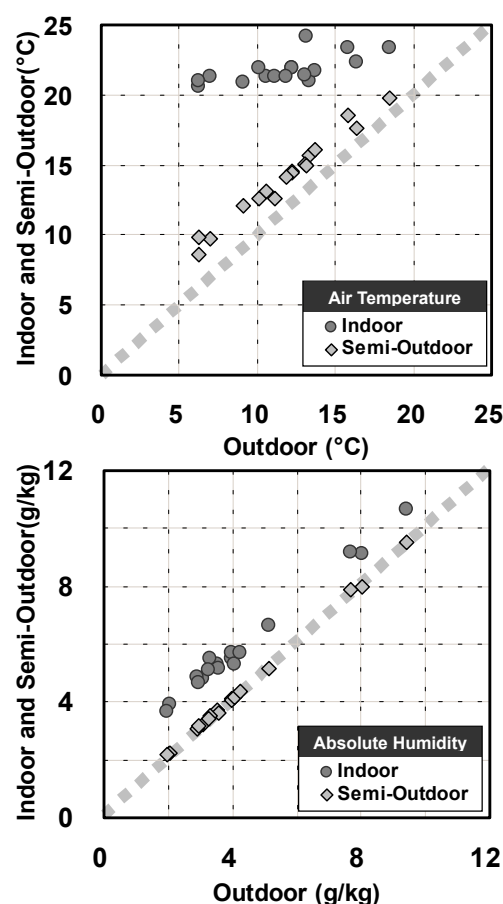 Indoor and Semi-Outdoor(°C)
25
20
15
10
5
0
Air Temperature
Indoor
Semi-Outdoor
0 5 10 15 20 25
Outdoor (°C)
Indoor and Semi-Outdoor(g/kg)
12
8
4
0
Absolute Humidity
Indoor
Semi-Outdoor
0 4 8 12
Outdoor (g/kg)